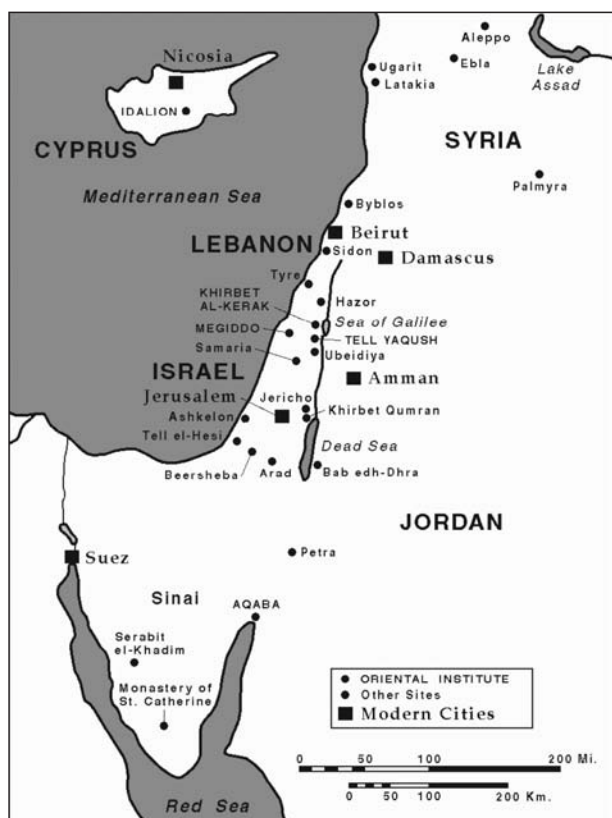 Aleppo
Nicosia
Ugarit
Ebla
Lake
Assad
Latakia
IDALION
SYRIA
CYPRUS
Palmyra
Mediterranean Sea
Byblos
Beirut
LEBANON
Sidon
Damascus
Tyre
KHIRBET
AL-KERAK
Hazor
Sea of Galilee
MEGIDDO
TELL YAQUSH
Samaria
Ubeidiya
ISRAEL
Amman
Jerusalem
Jericho
Ashkelon
Khirbet Qumran
Tell el-Hesi
Dead Sea
Beersheba
Arad
Bab edh-Dhra
JORDAN
Suez
Petra
Sinai
AQABA
Serabit
el-Khadim
Monastery of
St. Catherine
ORIENTAL INSTITUTE
Other Sites
Modern Cities
0 50 100 200 Mi.
0 50 100 200 Km.
Red Sea